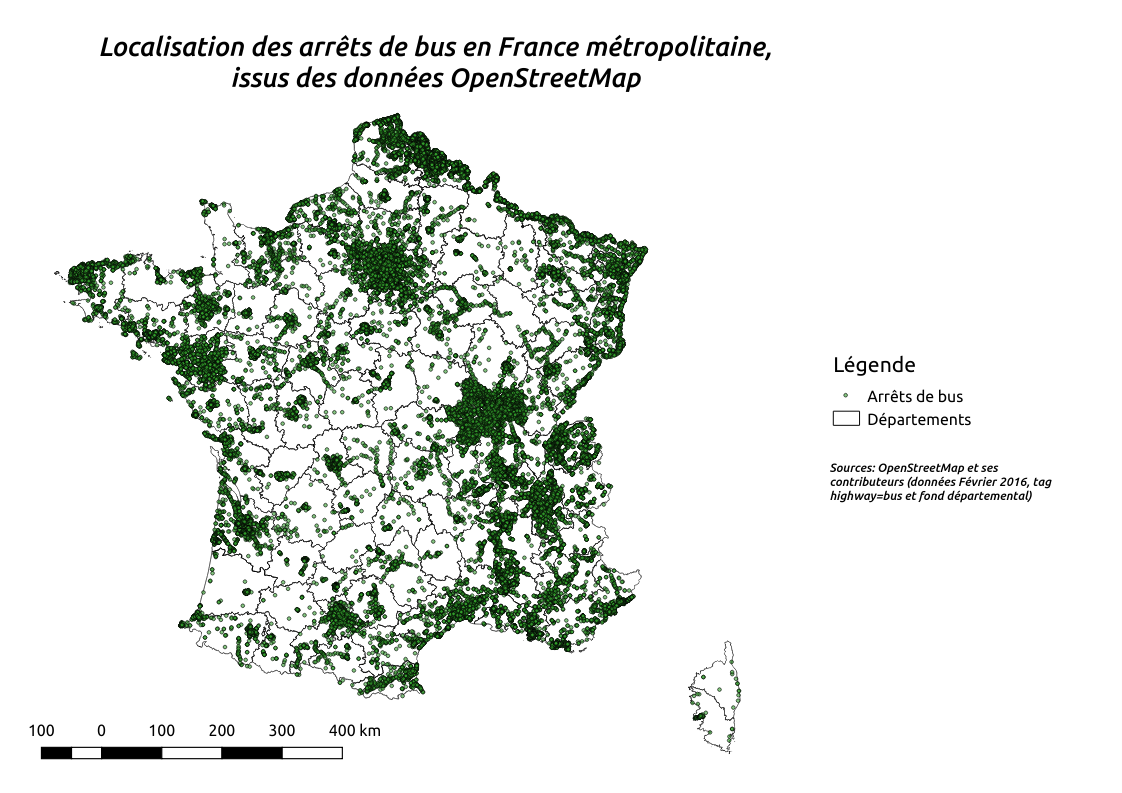 Localisation des arrêts de bus en France métropolitaine,
issus des données OpenStreetMap
Légende
Arrêts de bus
Départements
Sources: OpenStreetMap et ses
contributeurs (données Février 2016, tag
highway=bus et fond départemental)
100 0 100 200 300 400 km